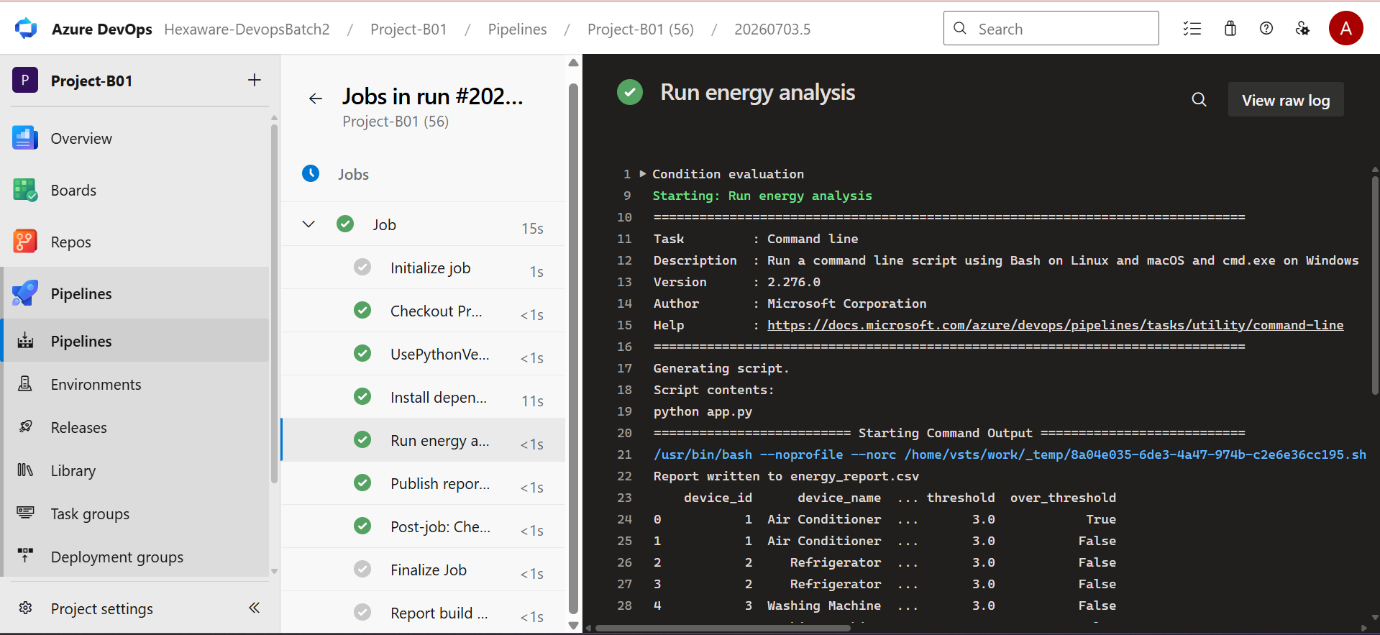 Azure DevOps Hexaware-DevopsBatch2 / Project-B01 / Pipelines / Project-B01 (56) / 20260703.5
Search
A
P Project-B01 +
Overview
Boards
Repos
Pipelines
Pipelines
Environments
Releases
Library
Task groups
Deployment groups
Project settings
Jobs in run #202...
Project-B01 (56)
Jobs
Job 15s
Initialize job 1s
Checkout Pr... <1s
UsePythonVe... <1s
Install depen... 11s
Run energy a... <1s
Publish repor... <1s
Post-job: Che... <1s
Finalize Job <1s
Report build ... <1s
Run energy analysis
View raw log
1 Condition evaluation
9 Starting: Run energy analysis
10 ==============================================================================
11 Task : Command line
12 Description : Run a command line script using Bash on Linux and macOS and cmd.exe on Windows
13 Version : 2.276.0
14 Author : Microsoft Corporation
15 Help : https://docs.microsoft.com/azure/devops/pipelines/tasks/utility/command-line
16 ==============================================================================
17 Generating script.
18 Script contents:
19 python app.py
20 ========================== Starting Command Output ===========================
21 /usr/bin/bash --noprofile --norc /home/vsts/work/_temp/8a04e035-6de3-4a47-974b-c2e6e36cc195.sh
22 Report written to energy_report.csv
23 device_id device_name ... threshold over_threshold
24 0 1 Air Conditioner ... 3.0 True
25 1 1 Air Conditioner ... 3.0 False
26 2 2 Refrigerator ... 3.0 False
27 3 2 Refrigerator ... 3.0 False
28 4 3 Washing Machine ... 3.0 False